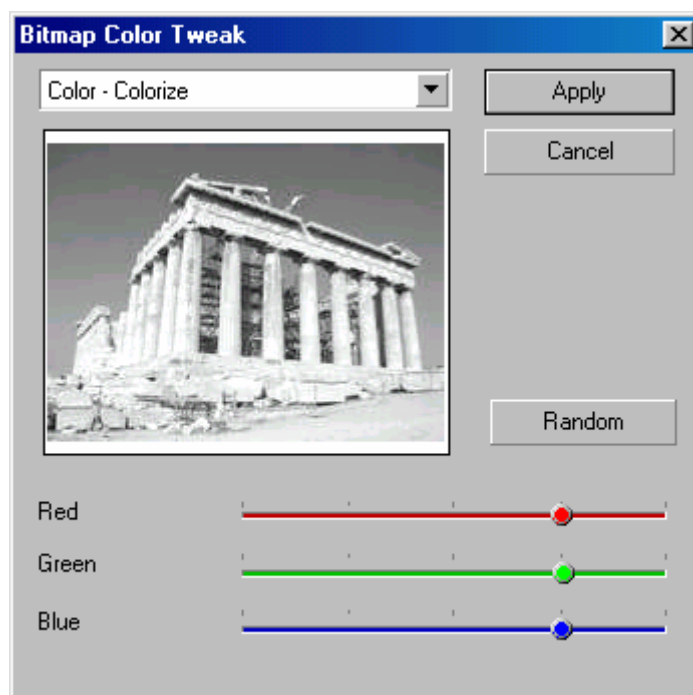 Bitmap Color Tweak
Color - Colorize
Apply
Cancel
Random
Red
Green
Blue